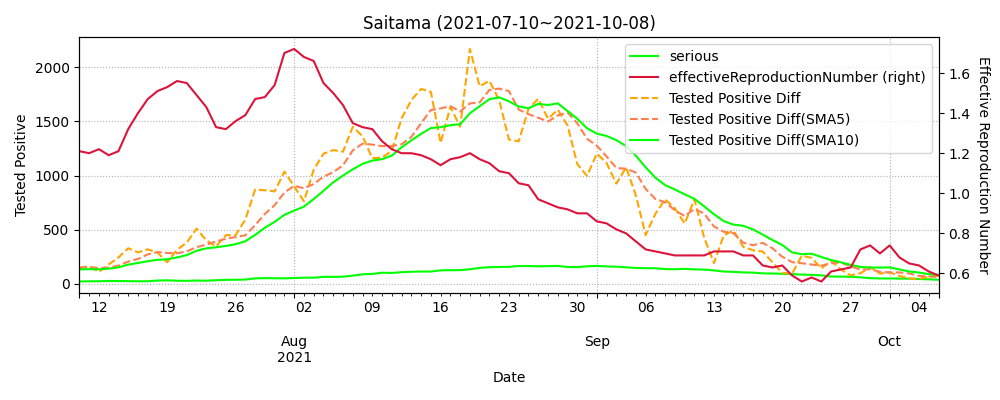 Saitama (2021-07-10~2021-10-08)
serious
effectiveReproductionNumber (right)
Tested Positive Diff
Tested Positive Diff(SMA5)
Tested Positive Diff(SMA10)
Tested Positive
2000
1500
1000
500
0
1.6
1.4
1.2
1.0
0.8
0.6
Effective Reproduction Number
12 19 26 02 09 16 23 30 06 13 20 27 04
Aug Sep Oct
2021
Date